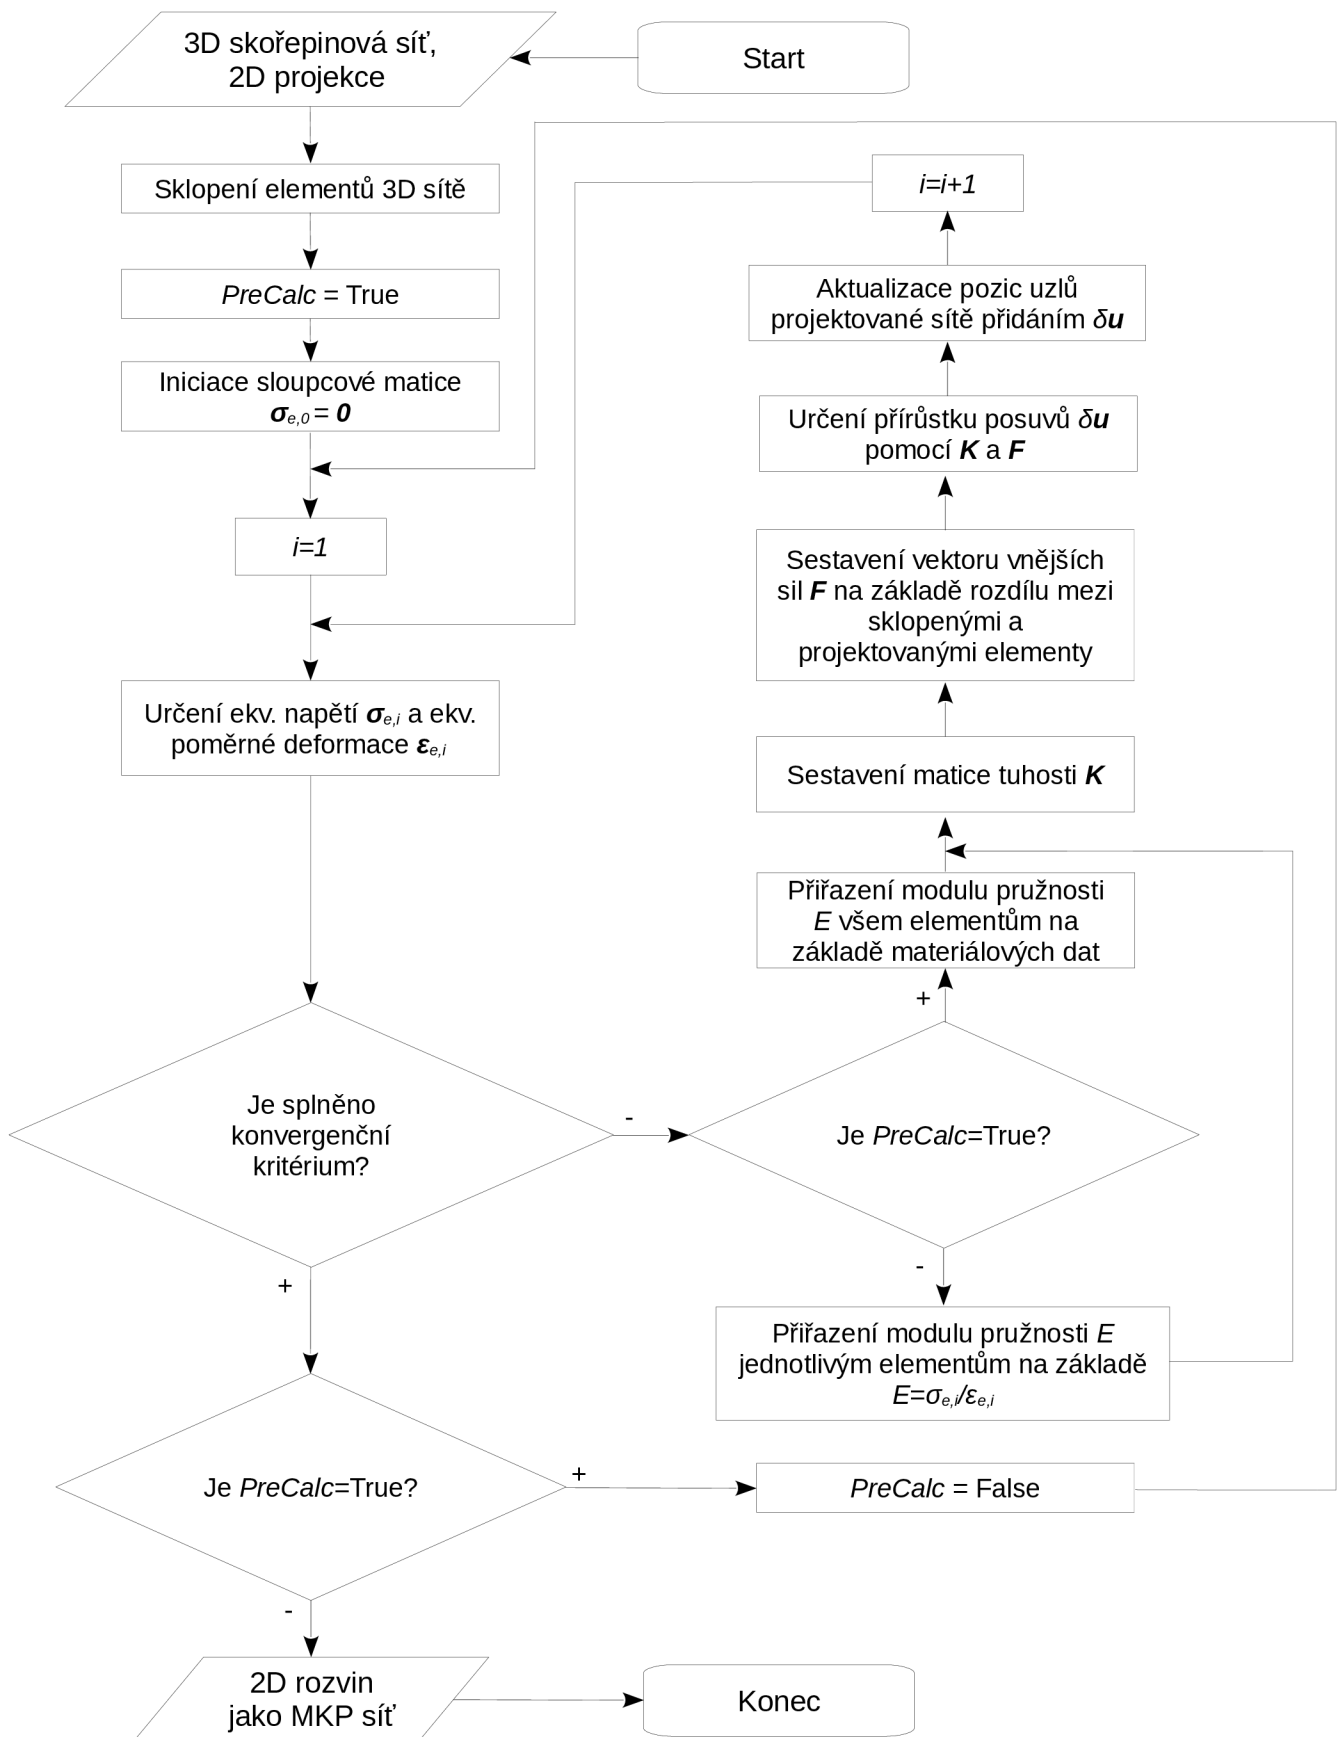 3D skořepinová síť,
2D projekce
Start
Sklopení elementů 3D sítě
PreCalc = True
Iniciace sloupcové matice
σe,0 = 0
i=1
Určení ekv. napětí σe,i a ekv.
poměrné deformace εe,i
Je splněno
konvergenční
kritérium?
-
+
Je PreCalc=True?
+
-
Přiřazení modulu pružnosti
E všem elementům na
základě materiálových dat
Přiřazení modulu pružnosti E
jednotlivým elementům na základě
E=σe,i/εe,i
Sestavení matice tuhosti K
Sestavení vektoru vnějších
sil F na základě rozdílu mezi
sklopenými a
projektovanými elementy
Určení přírůstku posuvů δu
pomocí K a F
Aktualizace pozic uzlů
projektované sítě přidáním δu
i=i+1
Je PreCalc=True?
+
-
PreCalc = False
2D rozvin
jako MKP síť
Konec